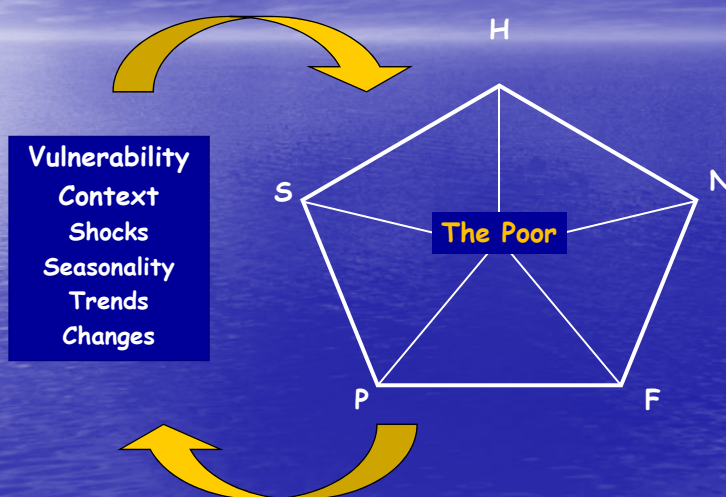 Vulnerability
Context
Shocks
Seasonality
Trends
Changes
H
S
N
The Poor
P
F